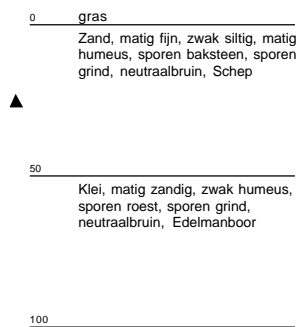 0 gras
Zand, matig fijn, zwak siltig, matig
humeus, sporen baksteen, sporen
grind, neutraalbruin, Schep
50
Klei, matig zandig, zwak humeus,
sporen roest, sporen grind,
neutraalbruin, Edelmanboor
100